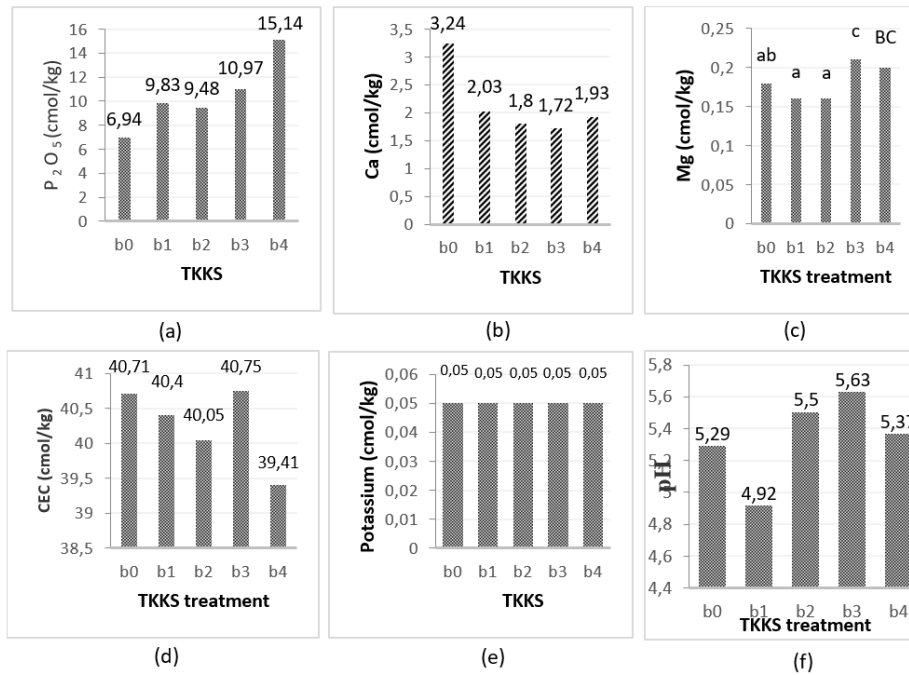 16
14
12
10
8
6
4
2
0
P₂O₅ (cmol/kg)
6,94
9,83
9,48
10,97
15,14
b0 b1 b2 b3 b4
TKKS
(a)
3,5
3
2,5
2
1,5
1
0,5
0
Ca (cmol/kg)
3,24
2,03
1,8
1,72
1,93
b0 b1 b2 b3 b4
TKKS
(b)
0,25
0,2
0,15
0,1
0,05
0
Mg (cmol/kg)
ab
a
a
c
BC
b0 b1 b2 b3 b4
TKKS treatment
(c)
41
40,5
40
39,5
39
38,5
CEC (cmol/kg)
40,71
40,4
40,05
40,75
39,41
b0 b1 b2 b3 b4
TKKS treatment
(d)
0,06
0,05
0,04
0,03
0,02
0,01
0
Potassium (cmol/kg)
0,05 0,05 0,05 0,05 0,05
b0 b1 b2 b3 b4
TKKS
(e)
5,8
5,6
5,4
5,2
5
4,8
4,6
4,4
pH
5,29
4,92
5,5
5,63
5,37
b0 b1 b2 b3 b4
TKKS treatment
(f)